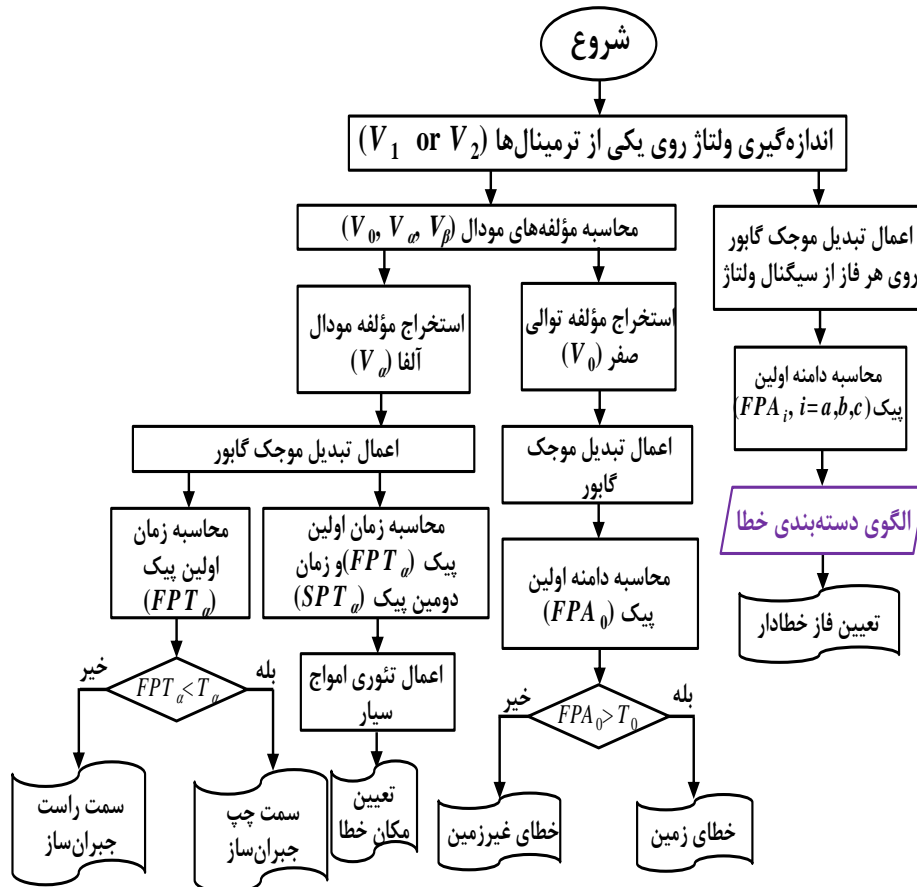 شروع
اندازه‌گیری ولتاژ روی یکی از ترمینال‌ها (V1 or V2)
محاسبه مؤلفه‌های مودال (V0, Vα, Vβ)
اعمال تبدیل موجک گابور
روی هر فاز از سیگنال ولتاژ
استخراج مؤلفه توالی
صفر (V0)
استخراج مؤلفه مودال
آلفا (Vα)
محاسبه دامنه اولین
پیک (FPAi, i=a,b,c)
اعمال تبدیل موجک
گابور
اعمال تبدیل موجک گابور
الگوی دسته‌بندی خطا
محاسبه دامنه اولین
پیک (FPA0)
محاسبه زمان اولین
پیک (FPTα) و زمان
دومین پیک (SPTα)
محاسبه زمان
اولین پیک
(FPTα)
تعیین فاز خطادار
اعمال تئوری امواج
سیار
بله
FPA0>T0
خیر
بله
FPTα<Tα
خیر
خطای زمین
خطای غیرزمین
تعیین
مکان خطا
سمت چپ
جبران‌ساز
سمت راست
جبران‌ساز